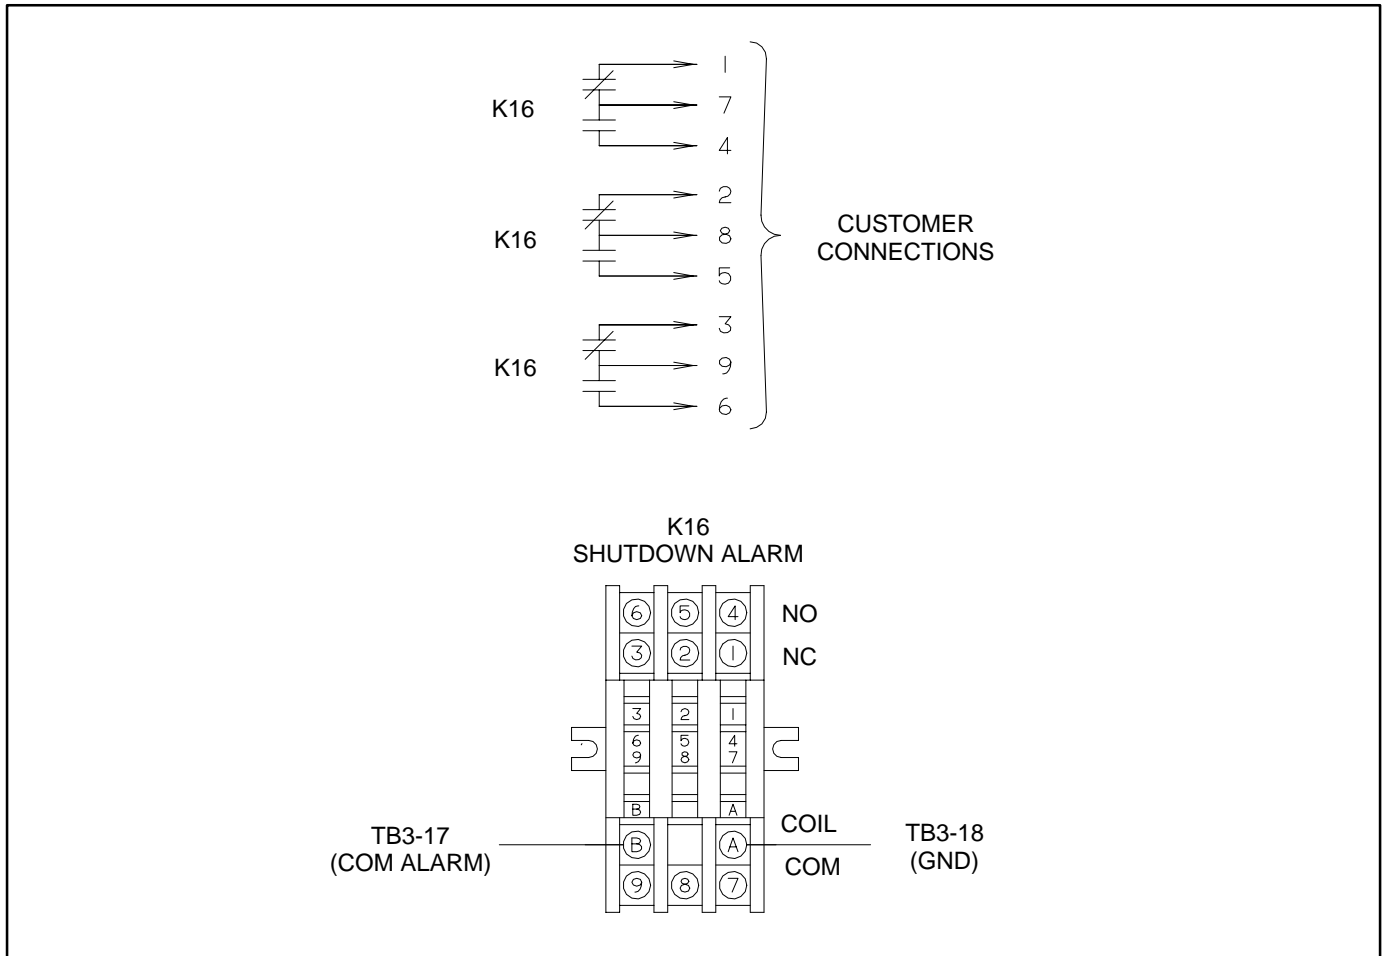 1
K16
7
4
2
K16
8
5
CUSTOMER
CONNECTIONS
3
K16
9
6
K16
SHUTDOWN ALARM
6 5 4 NO
3 2 1 NC
3 2 1
6 5 4
9 8 7
B A
COIL
TB3-17
(COM ALARM)
B A
TB3-18
(GND)
COM
9 8 7